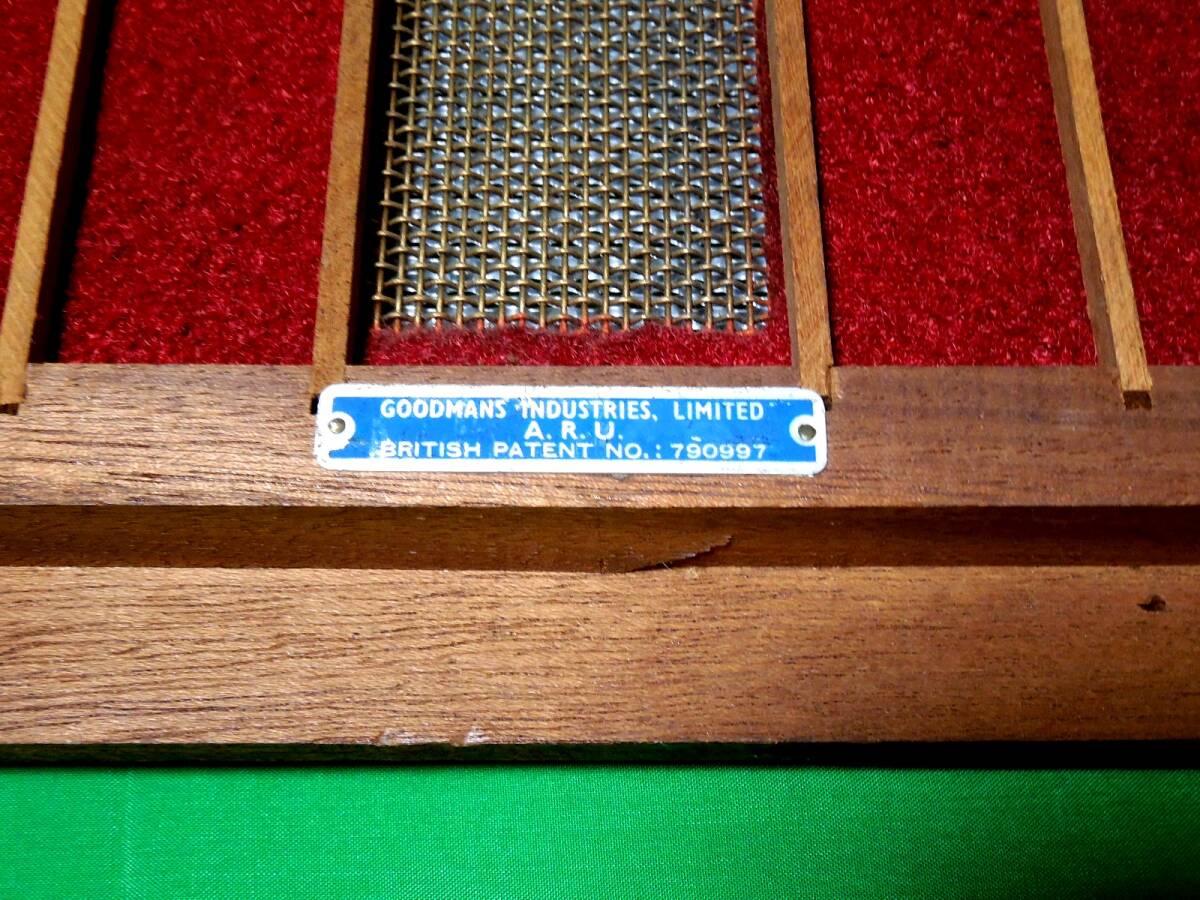 GOODMANS INDUSTRIES, LIMITED
A. R. U.
BRITISH PATENT NO.: 790997